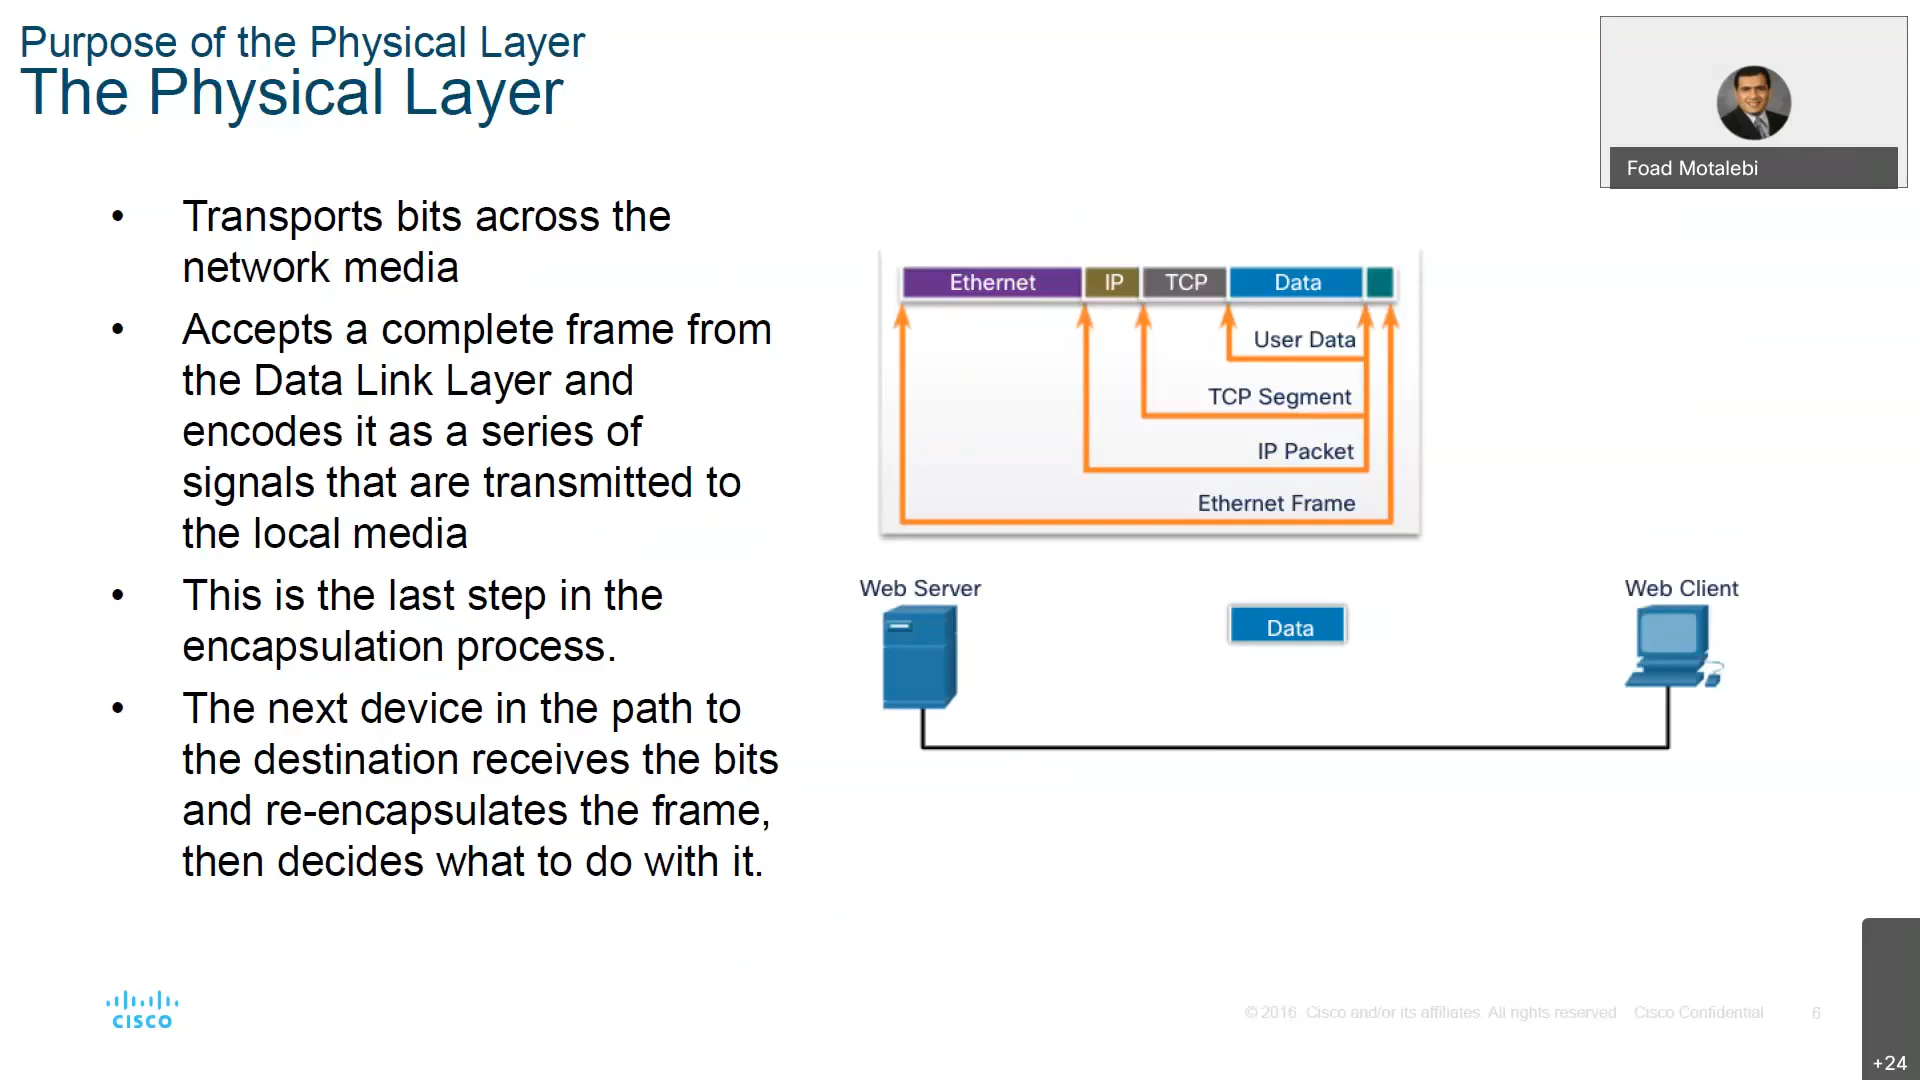 Purpose of the Physical Layer
The Physical Layer
Foad Motalebi
• Transports bits across the
network media
• Accepts a complete frame from
the Data Link Layer and
encodes it as a series of
signals that are transmitted to
the local media
• This is the last step in the
encapsulation process.
• The next device in the path to
the destination receives the bits
and re-encapsulates the frame,
then decides what to do with it.
Ethernet IP TCP Data
User Data
TCP Segment
IP Packet
Ethernet Frame
Web Server Web Client
Data
CISCO
© 2016 Cisco and/or its affiliates. All rights reserved. Cisco Confidential 6
+24